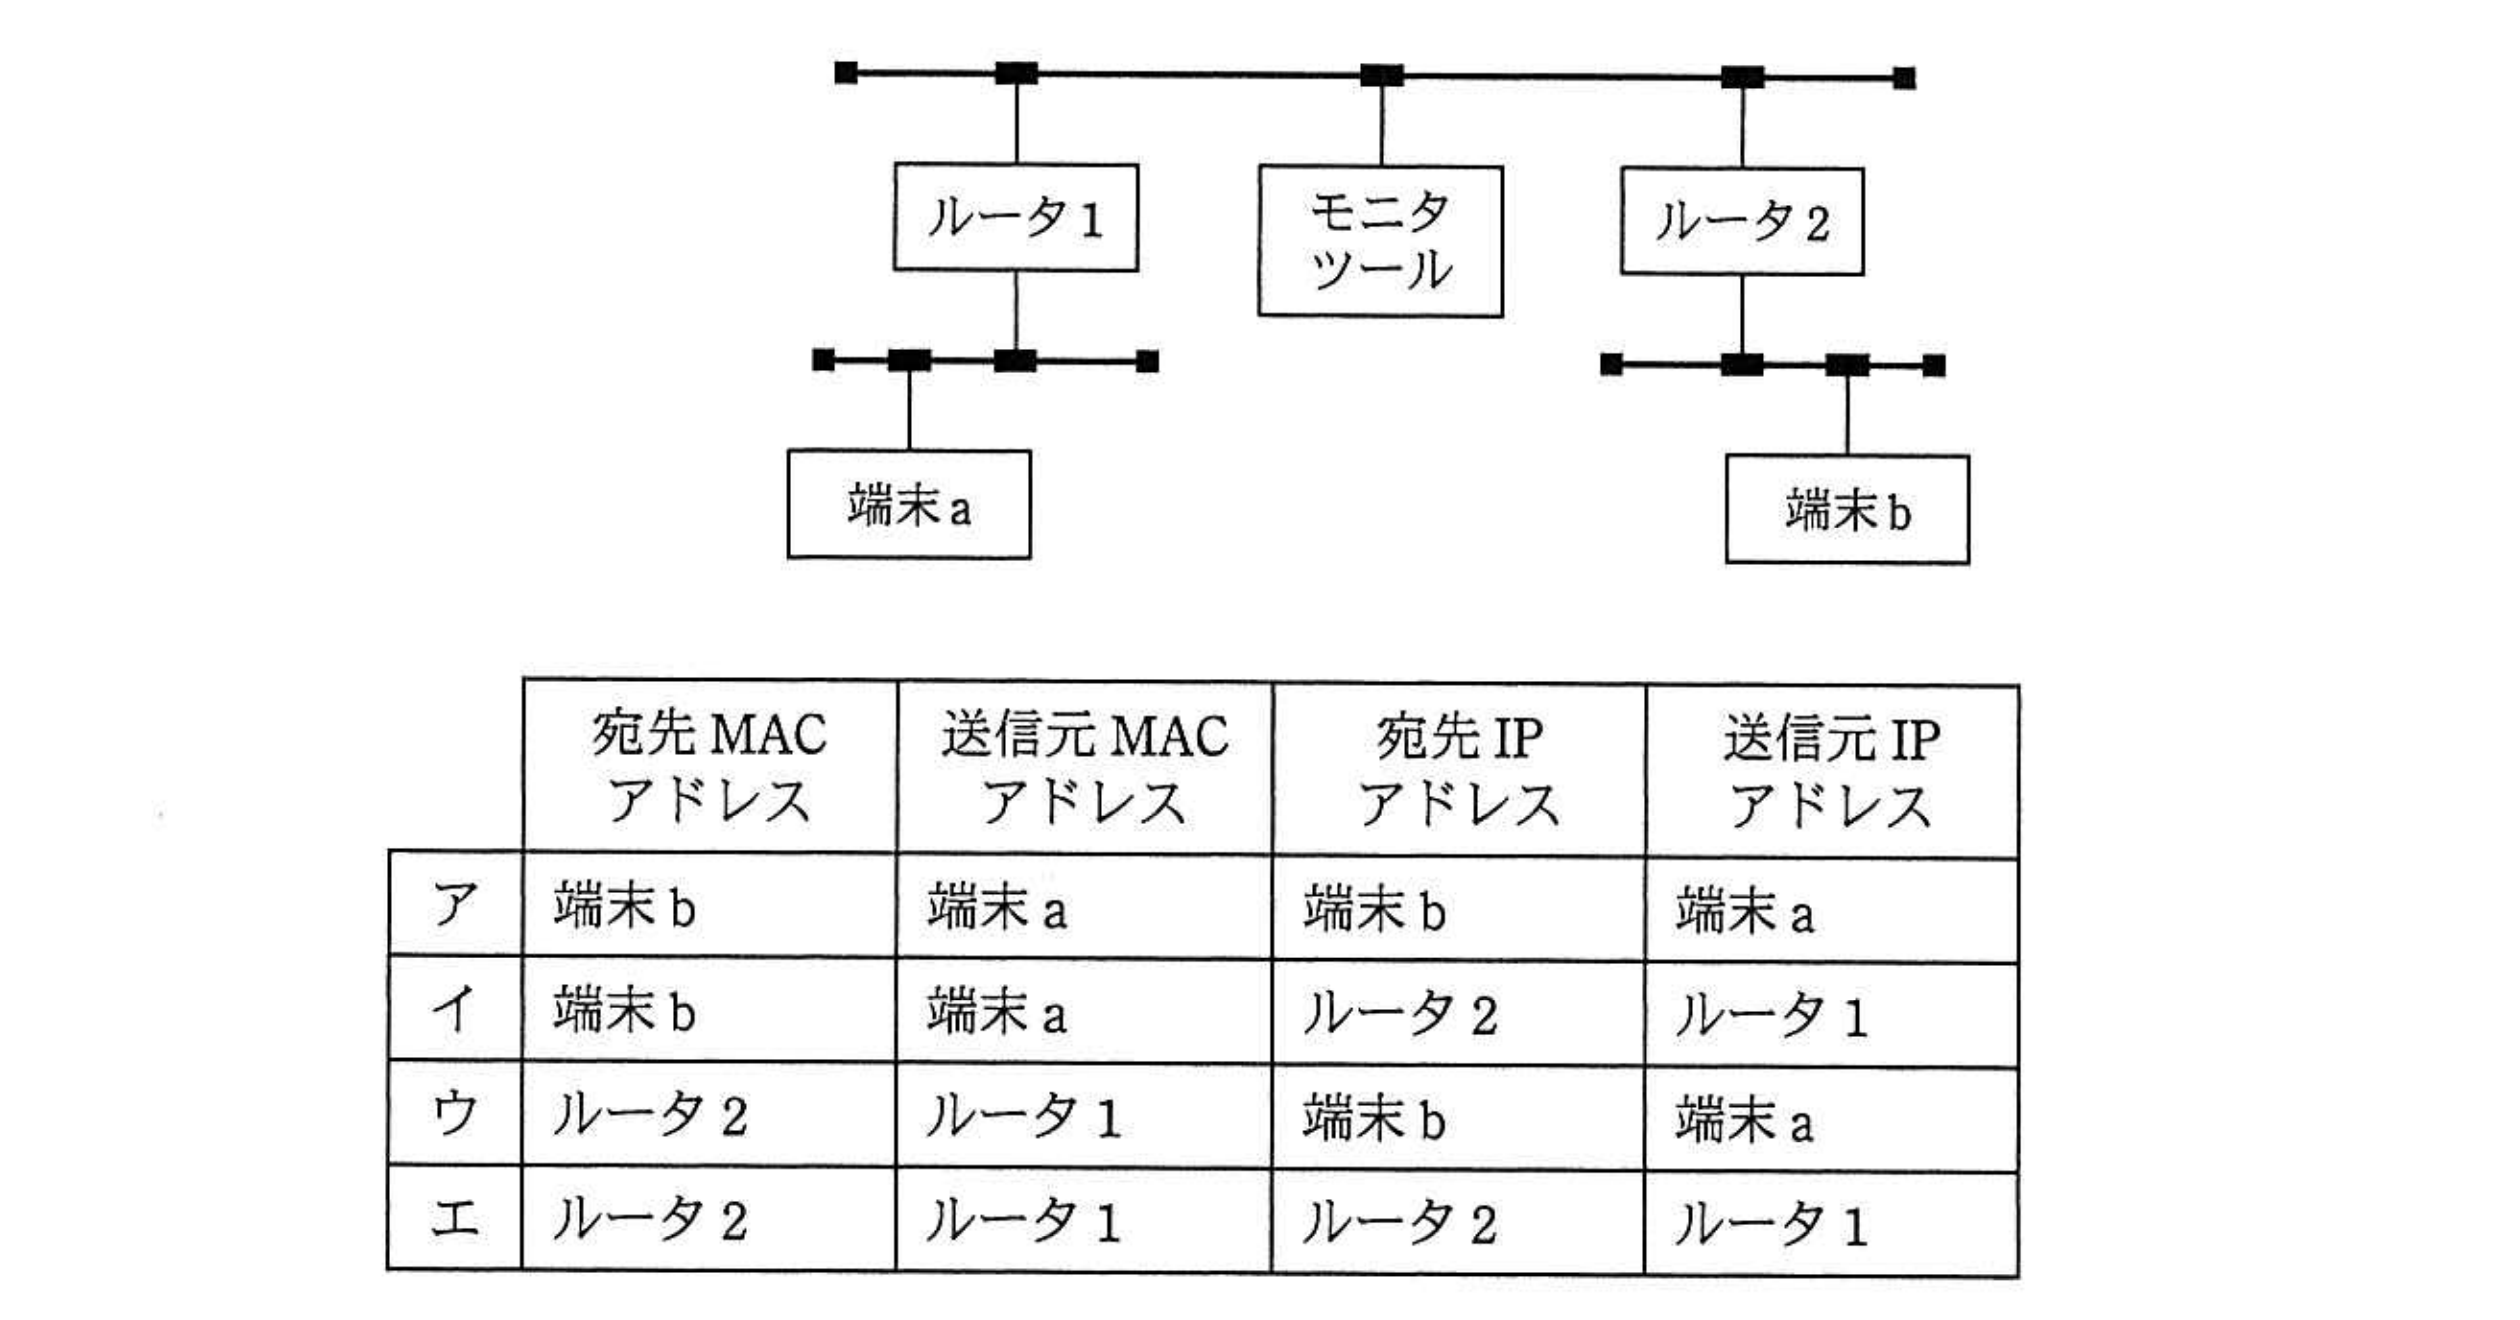 ルータ1
モニタ
ツール
ルータ2
端末a
端末b
宛先 MAC
アドレス
送信元 MAC
アドレス
宛先 IP
アドレス
送信元 IP
アドレス
ア 端末b 端末a 端末b 端末a
イ 端末b 端末a ルータ2 ルータ1
ウ ルータ2 ルータ1 端末b 端末a
エ ルータ2 ルータ1 ルータ2 ルータ1